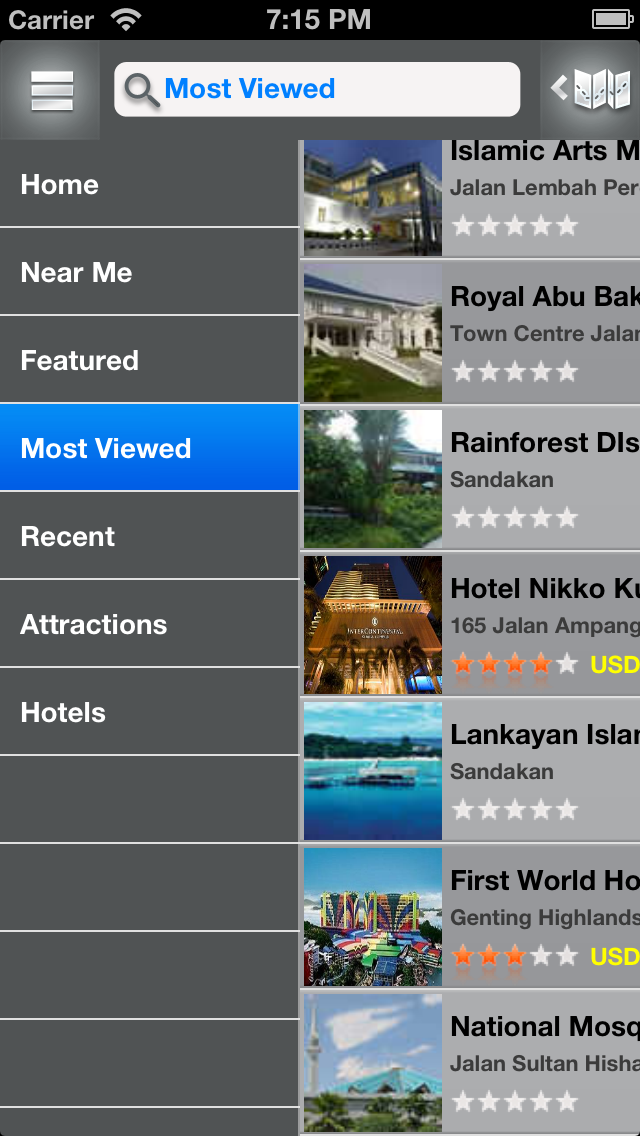 Carrier 7:15 PM
Most Viewed
Home
Near Me
Featured
Most Viewed
Recent
Attractions
Hotels
Islamic Arts M
Jalan Lembah Per
Royal Abu Bak
Town Centre Jalan
Rainforest DIs
Sandakan
Hotel Nikko Ku
165 Jalan Ampang
USD
INTERCONTINENTAL
Lankayan Islan
Sandakan
First World Ho
Genting Highlands
USD
National Mosq
Jalan Sultan Hisha